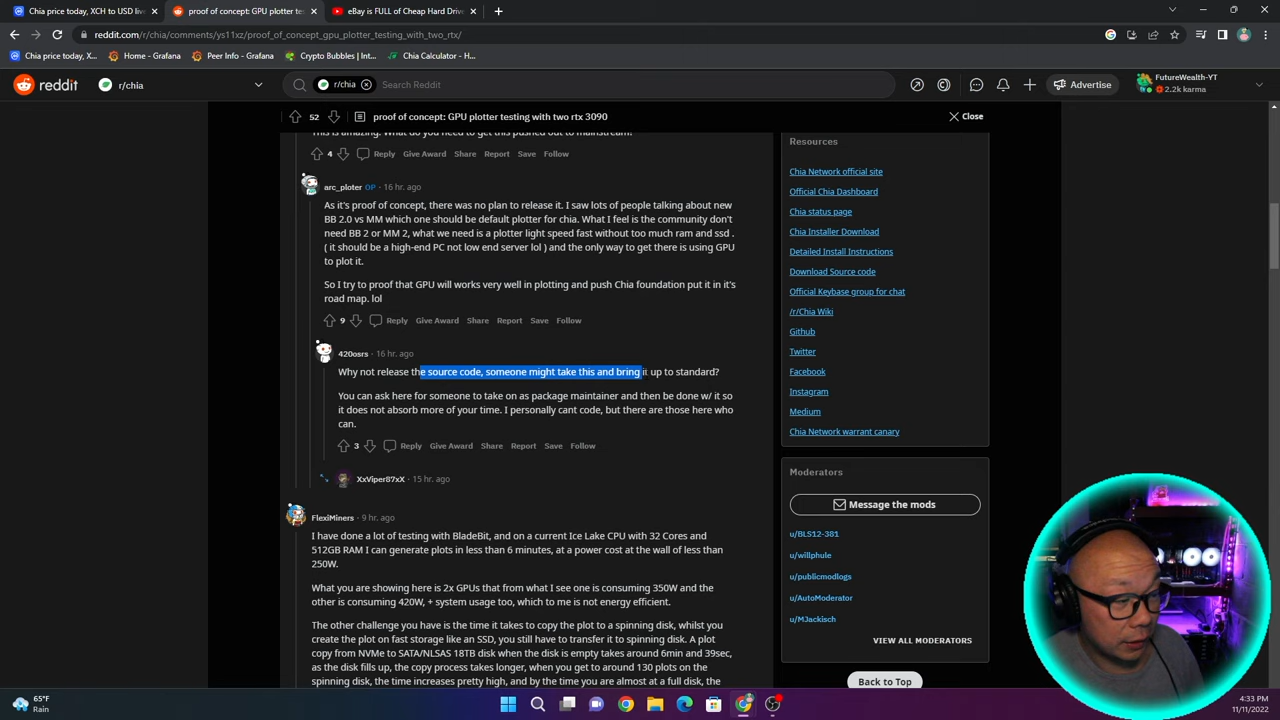 Chia price today, XCH to USD live
proof of concept: GPU plotter tes
eBay is FULL of Cheap Hard Drive
reddit.com/r/chia/comments/ys11xz/proof_of_concept_gpu_plotter_testing_with_two_rtx/
Chia price today, X...
Home - Grafana
Peer Info - Grafana
Crypto Bubbles | Int...
Chia Calculator - H...
reddit
r/chia
r/chia
Search Reddit
Advertise
FutureWealth-YT
2.2k karma
52
proof of concept: GPU plotter testing with two rtx 3090
Close
This is amazing. What do you need to get this pushed out to mainstream!
4 Reply Give Award Share Report Save Follow
arc_ploter OP · 16 hr. ago
As it's proof of concept, there was no plan to release it. I saw lots of people talking about new
BB 2.0 vs MM which one should be default plotter for chia. What I feel is the community don't
need BB 2 or MM 2, what we need is a plotter light speed fast without too much ram and ssd .
( it should be a high-end PC not low end server lol ) and the only way to get there is using GPU
to plot it.
So I try to proof that GPU will works very well in plotting and push Chia foundation put it in it's
road map. lol
9 Reply Give Award Share Report Save Follow
420osrs · 16 hr. ago
Why not release the source code, someone might take this and bring it up to standard?
You can ask here for someone to take on as package maintainer and then be done w/ it so
it does not absorb more of your time. I personally cant code, but there are those here who
can.
3 Reply Give Award Share Report Save Follow
XxViper87xX · 15 hr. ago
FlexiMiners · 9 hr. ago
I have done a lot of testing with BladeBit, and on a current Ice Lake CPU with 32 Cores and
512GB RAM I can generate plots in less than 6 minutes, at a power cost at the wall of less than
250W.
What you are showing here is 2x GPUs that from what I see one is consuming 350W and the
other is consuming 420W, + system usage too, which to me is not energy efficient.
The other challenge you have is the time it takes to copy the plot to a spinning disk, whilst you
create the plot on fast storage like an SSD, you still have to transfer it to spinning disk. A plot
copy from NVMe to SATA/NLSAS 18TB disk when the disk is empty takes around 6min and 39sec,
as the disk fills up, the copy process takes longer, when you get to around 130 plots on the
spinning disk, the time increases pretty high, and by the time you are almost at a full disk, the
Resources
Chia Network official site
Official Chia Dashboard
Chia status page
Chia Installer Download
Detailed Install Instructions
Download Source code
Official Keybase group for chat
/r/Chia Wiki
Github
Twitter
Facebook
Instagram
Medium
Chia Network warrant canary
Moderators
Message the mods
u/BLS12-381
u/willphule
u/publicmodlogs
u/AutoModerator
u/MJackisch
VIEW ALL MODERATORS
Back to Top
65°F
Rain
4:33 PM
11/11/2022